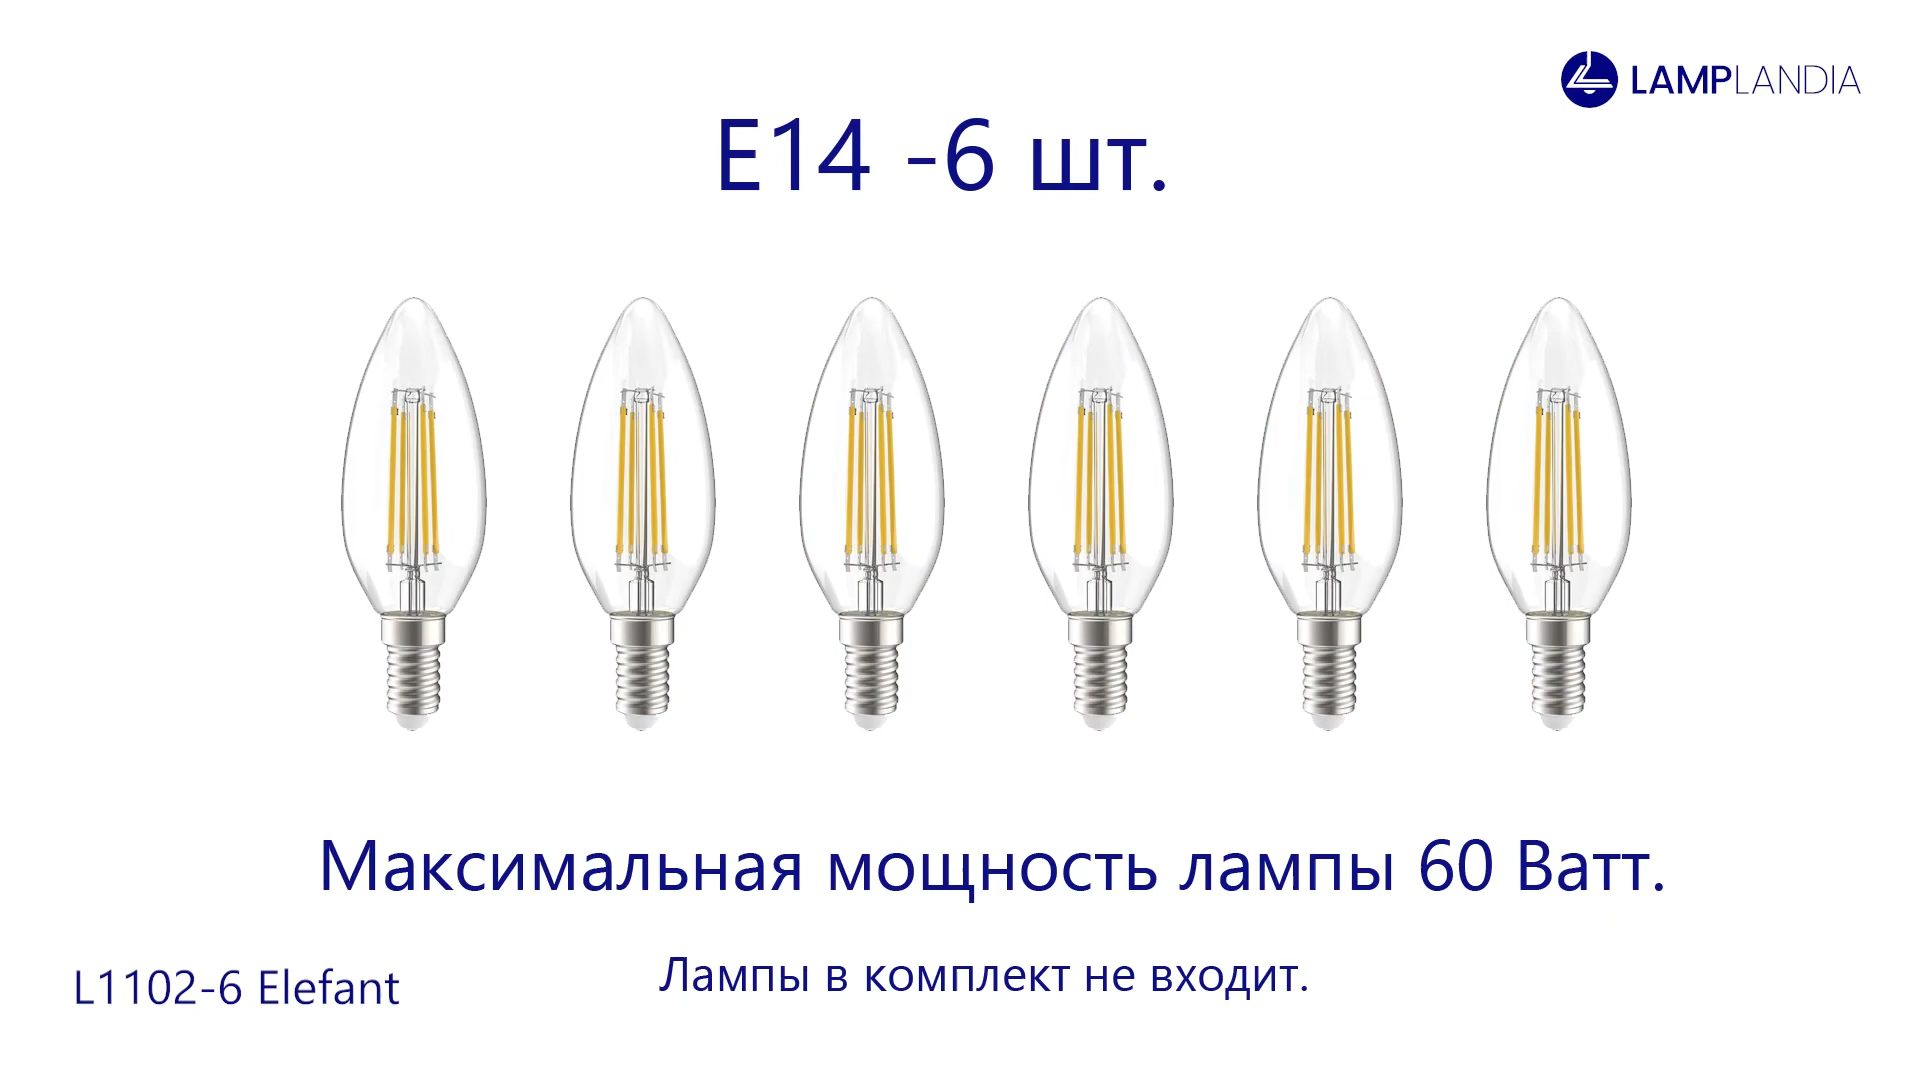 LAMPLANDIA
E14 -6 шт.
Максимальная мощность лампы 60 Ватт.
Лампы в комплект не входит.
L1102-6 Elefant